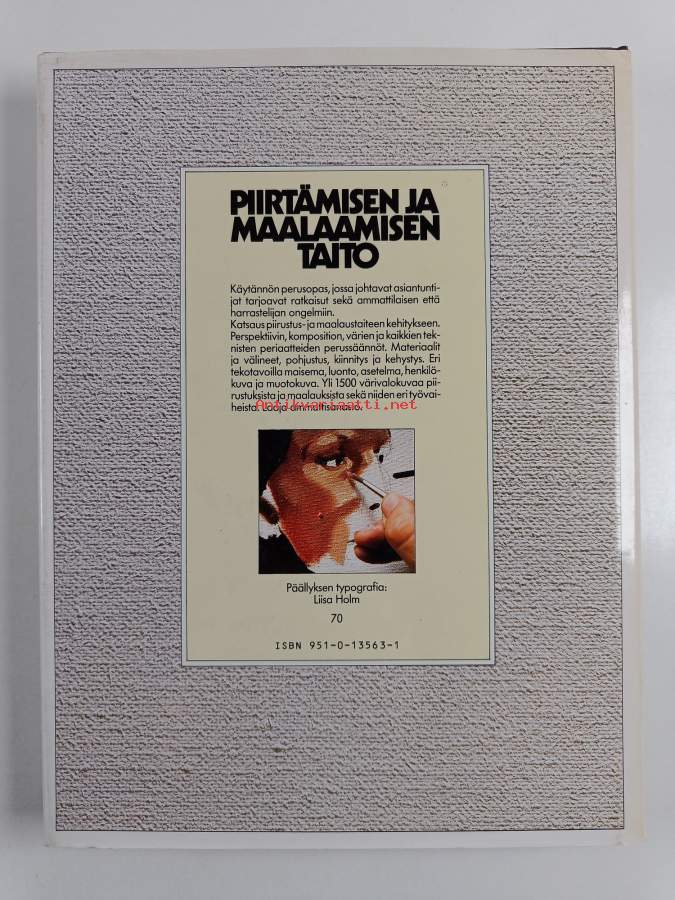 PIIRTÄMISEN JA
MAALAAMISEN
TAITO
Käytännön perusopas, jossa johtavat asiantunti-
jat tarjoavat ratkaisut sekä ammattilaisen että
harrastelijan ongelmiin.
Katsaus piirustus- ja maalaustaiteen kehitykseen.
Perspektiivin, komposition, värien ja kaikkien tek-
nisten periaatteiden perussäännöt. Materiaalit
ja välineet, pohjustus, kiinnitys ja kehystys. Eri
tekotavoilla maisema, luonto, asetelma, henkilö-
kuva ja muotokuva. Yli 1500 värivalokuvaa pii-
rustuksista ja maalauksista sekä niiden eri työvai-
heista. Laaja ammattisanasto.
Antikvariaatti.net
Päällyksen typografia:
Liisa Holm
70
ISBN 951-0-13563-1